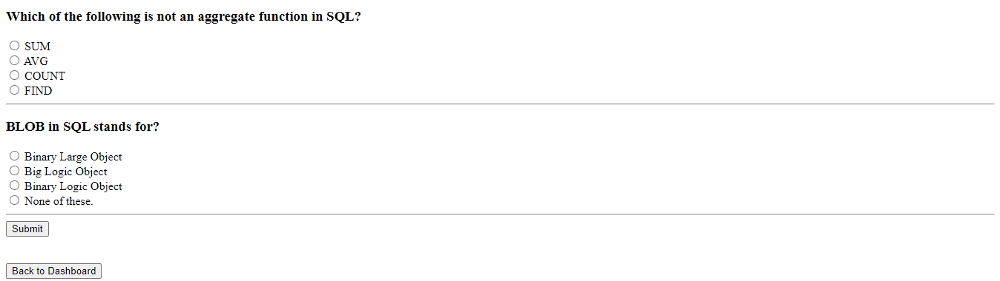 Which of the following is not an aggregate function in SQL?
SUM
AVG
COUNT
FIND
BLOB in SQL stands for?
Binary Large Object
Big Logic Object
Binary Logic Object
None of these.
Submit
Back to Dashboard